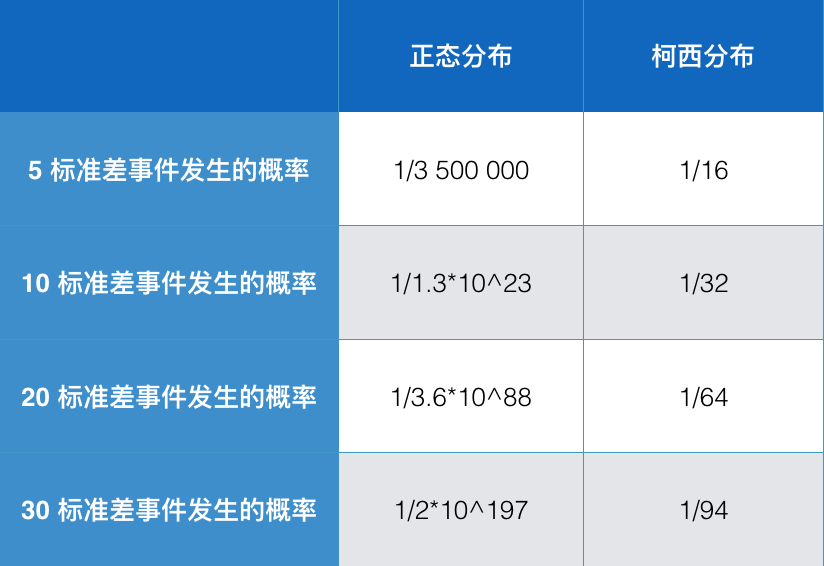 正态分布 柯西分布
5 标准差事件发生的概率 1/3 500 000 1/16
10 标准差事件发生的概率 1/1.3*10^23 1/32
20 标准差事件发生的概率 1/3.6*10^88 1/64
30 标准差事件发生的概率 1/2*10^197 1/94